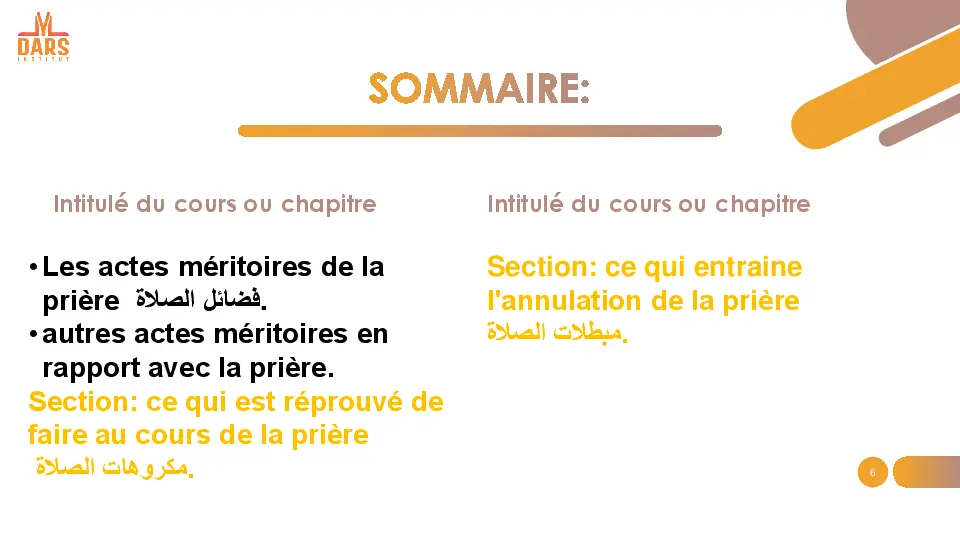 DARS
INSTITUT
SOMMAIRE:
Intitulé du cours ou chapitre
•Les actes méritoires de la
prière فضائل الصلاة.
•autres actes méritoires en
rapport avec la prière.
Section: ce qui est réprouvé de
faire au cours de la prière
مكروهات الصلاة.
Intitulé du cours ou chapitre
Section: ce qui entraine
l'annulation de la prière
مبطلات الصلاة.
6